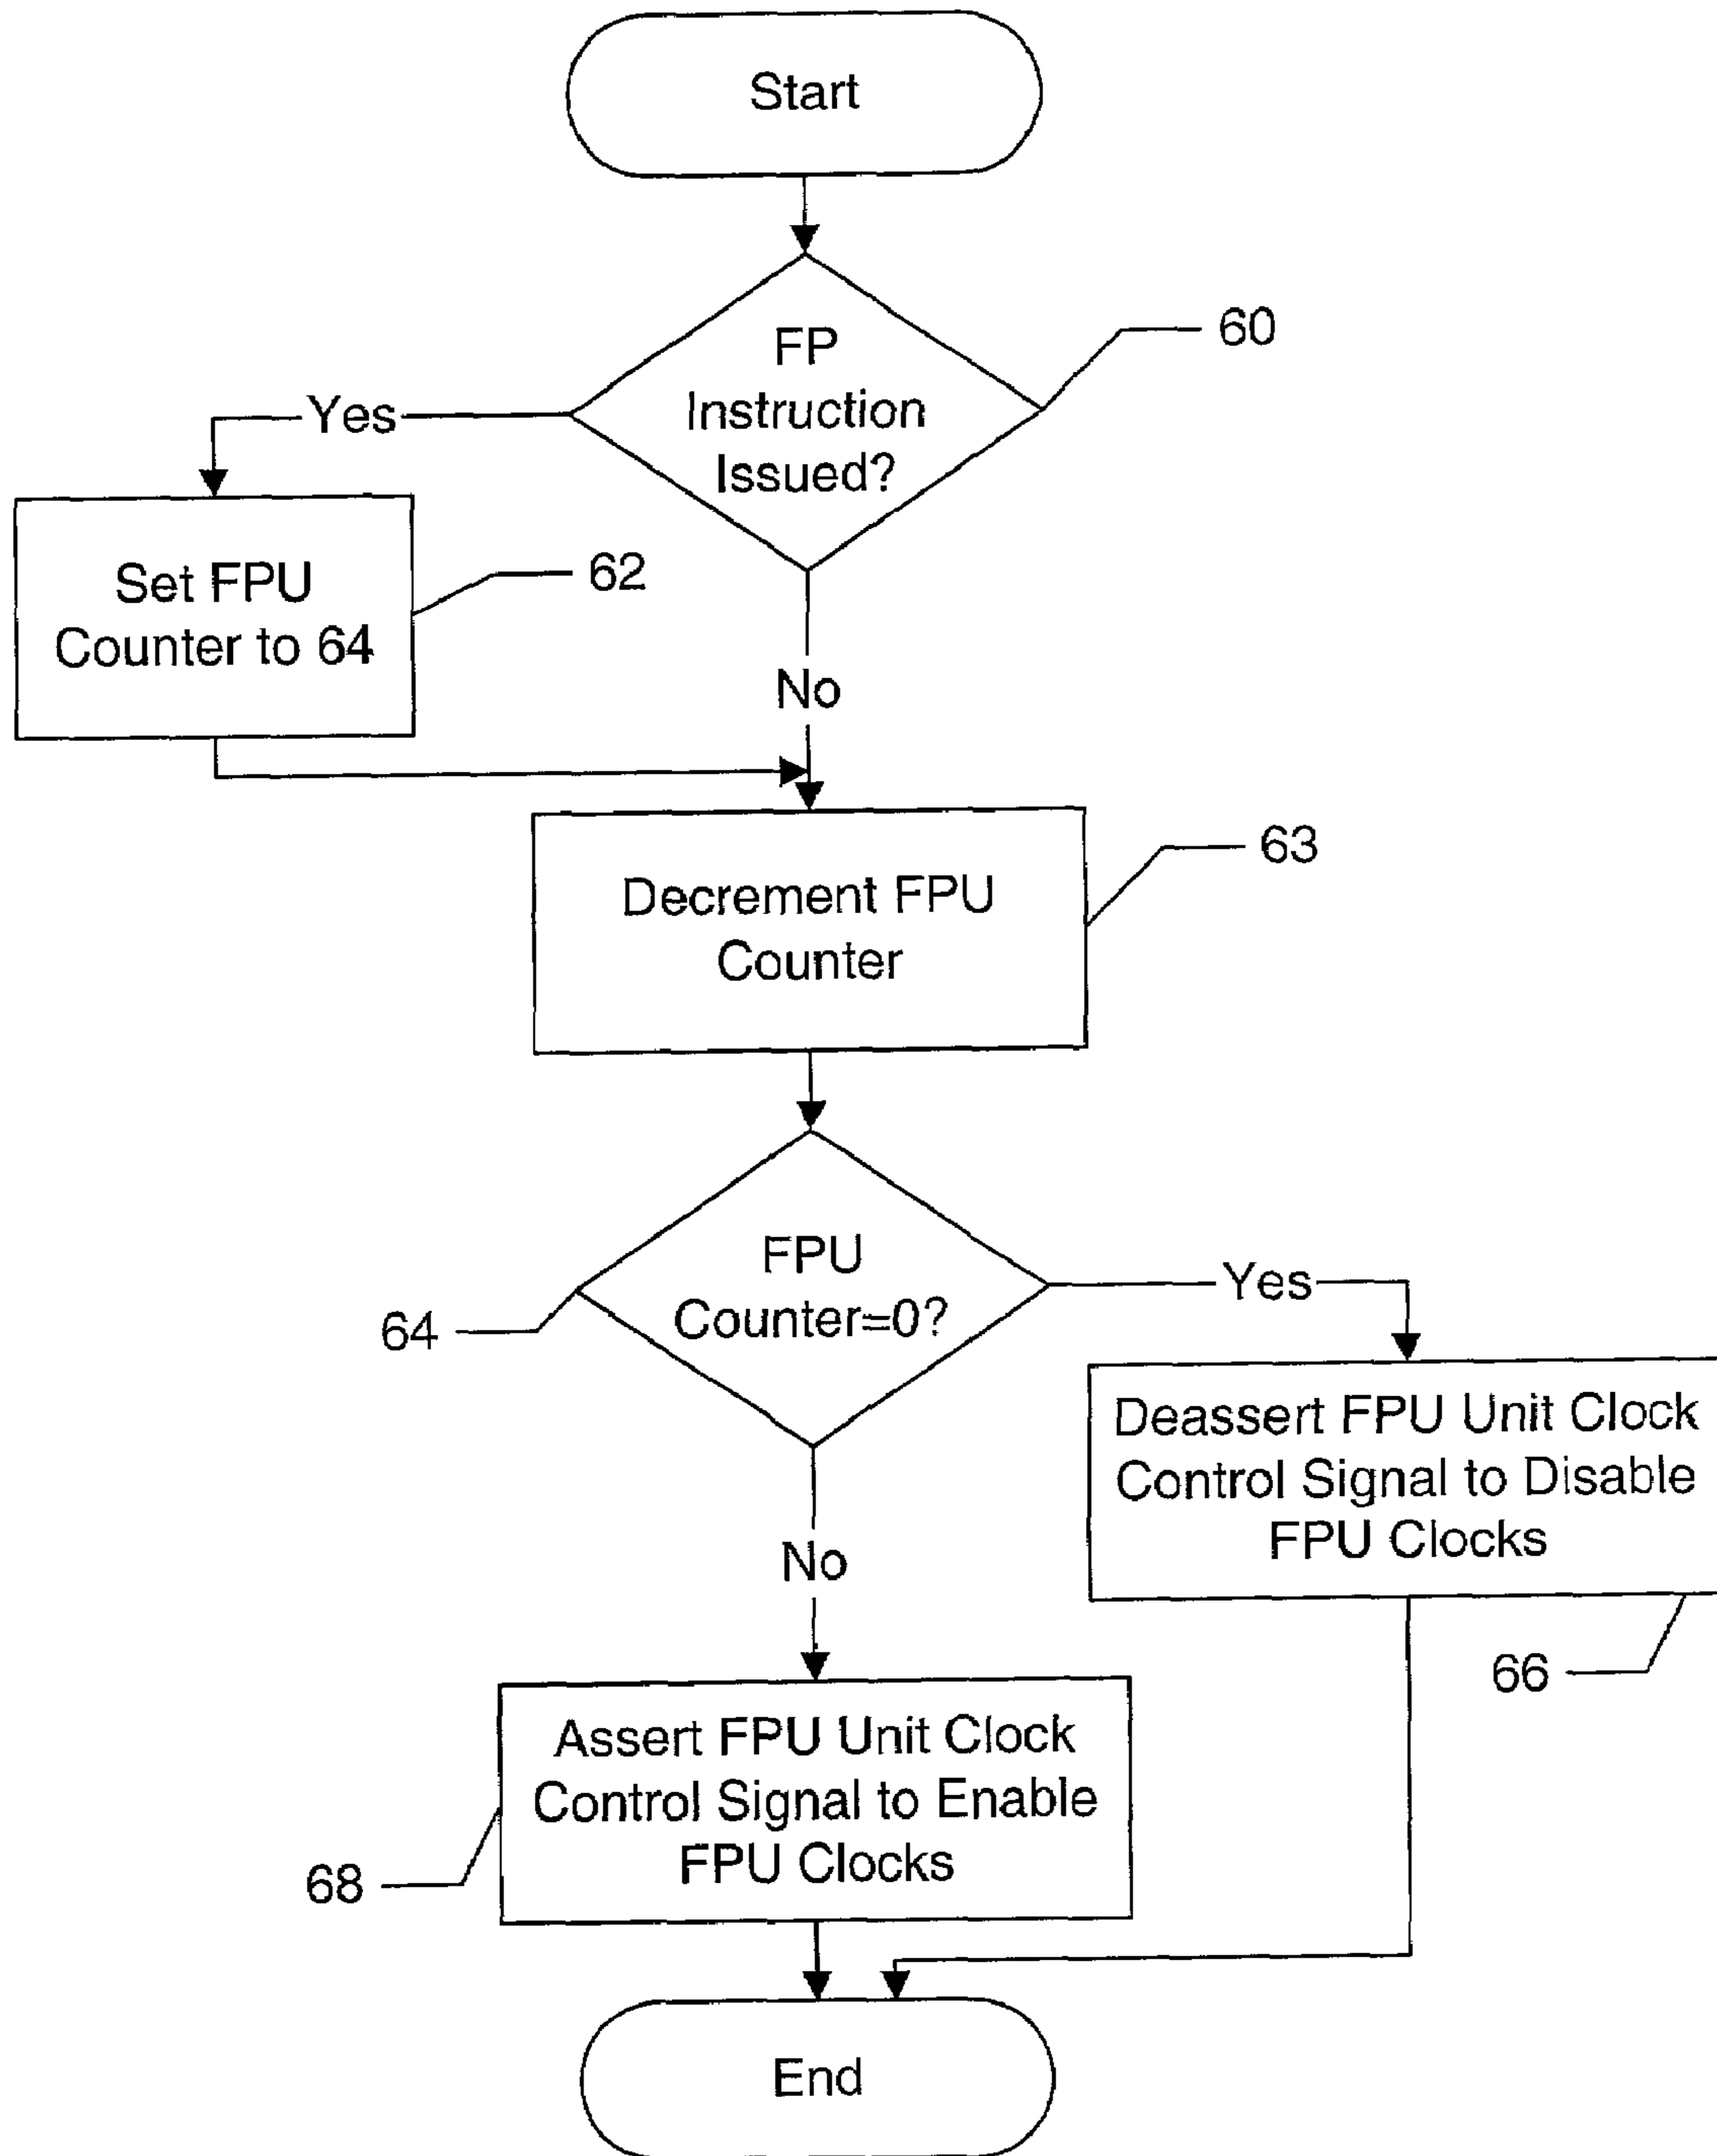 Start
FP
Instruction
Issued?
60
Yes
Set FPU
Counter to 64
62
No
Decrement FPU
Counter
63
FPU
Counter=0?
64
Yes
Deassert FPU Unit Clock
Control Signal to Disable
FPU Clocks
66
No
Assert FPU Unit Clock
Control Signal to Enable
FPU Clocks
68
End